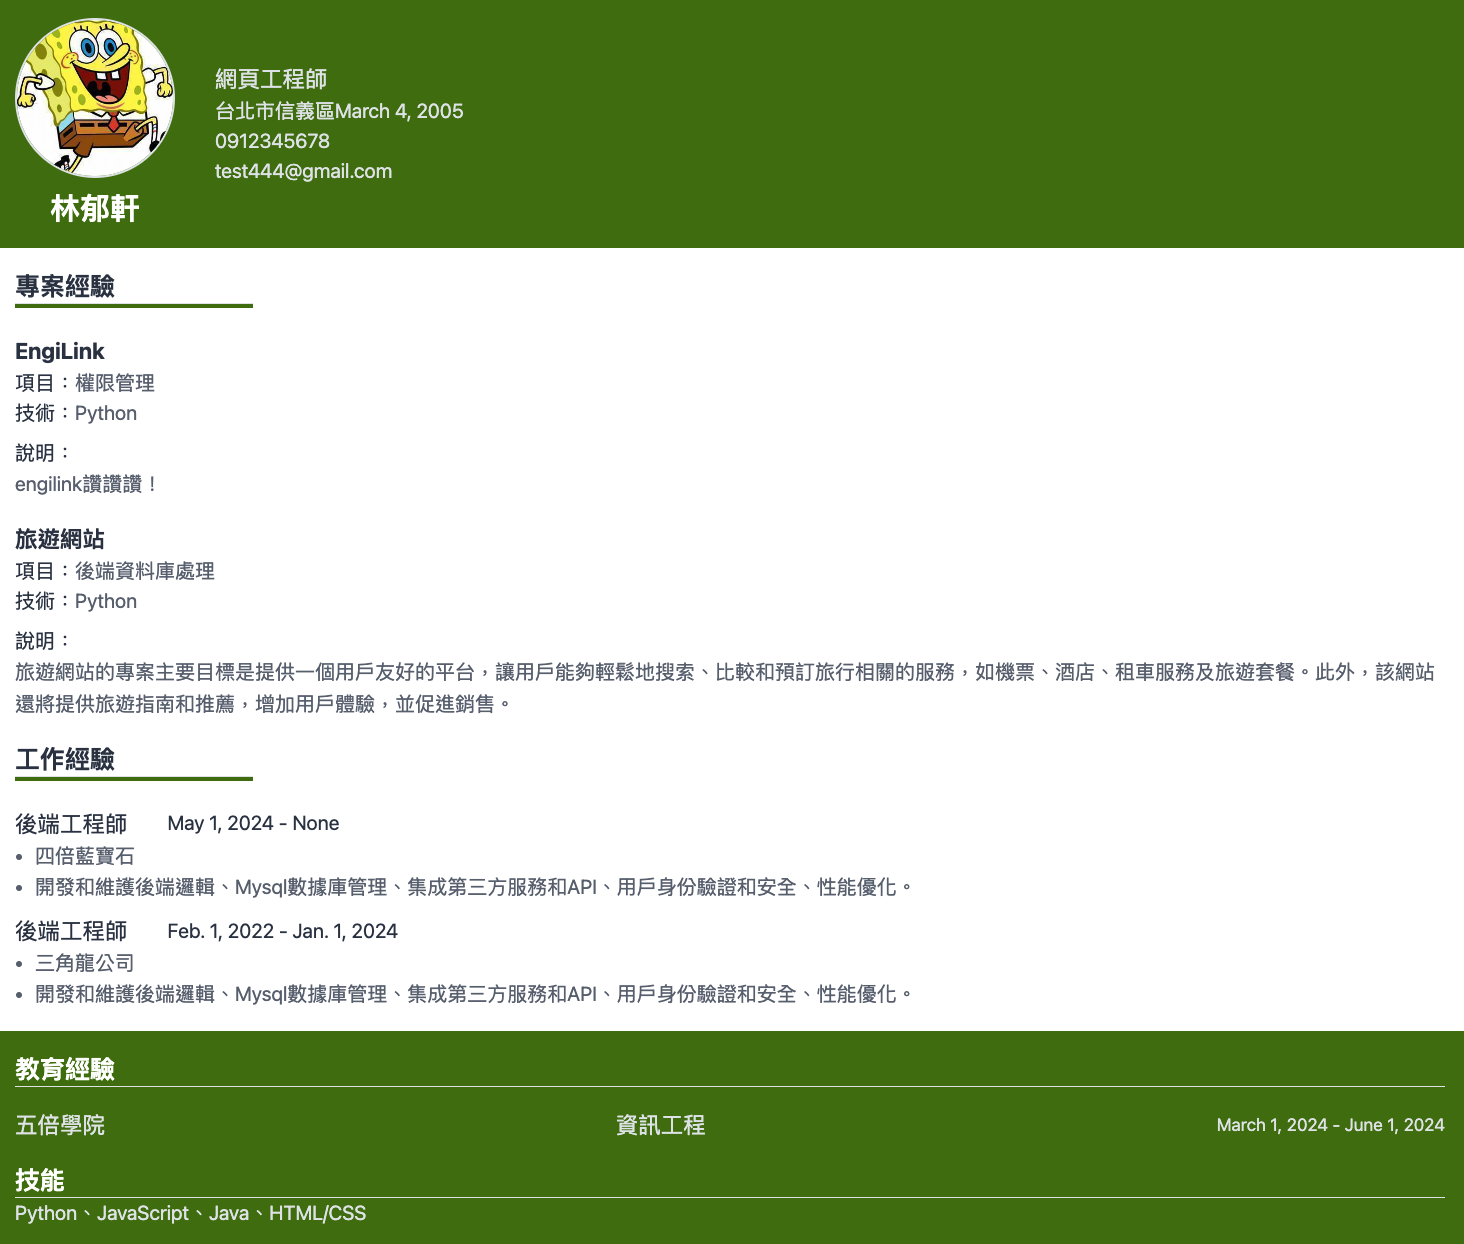 林郁軒
網頁工程師
台北市信義區March 4, 2005
0912345678
test444@gmail.com
專案經驗
EngiLink
項目：權限管理
技術：Python
說明：
engilink讚讚讚！
旅遊網站
項目：後端資料庫處理
技術：Python
說明：
旅遊網站的專案主要目標是提供一個用戶友好的平台，讓用戶能夠輕鬆地搜索、比較和預訂旅行相關的服務，如機票、酒店、租車服務及旅遊套餐。此外，該網站
還將提供旅遊指南和推薦，增加用戶體驗，並促進銷售。
工作經驗
後端工程師 May 1, 2024 - None
• 四倍藍寶石
• 開發和維護後端邏輯、Mysql數據庫管理、集成第三方服務和API、用戶身份驗證和安全、性能優化。
後端工程師 Feb. 1, 2022 - Jan. 1, 2024
• 三角龍公司
• 開發和維護後端邏輯、Mysql數據庫管理、集成第三方服務和API、用戶身份驗證和安全、性能優化。
教育經驗
五倍學院 資訊工程 March 1, 2024 - June 1, 2024
技能
Python、JavaScript、Java、HTML/CSS